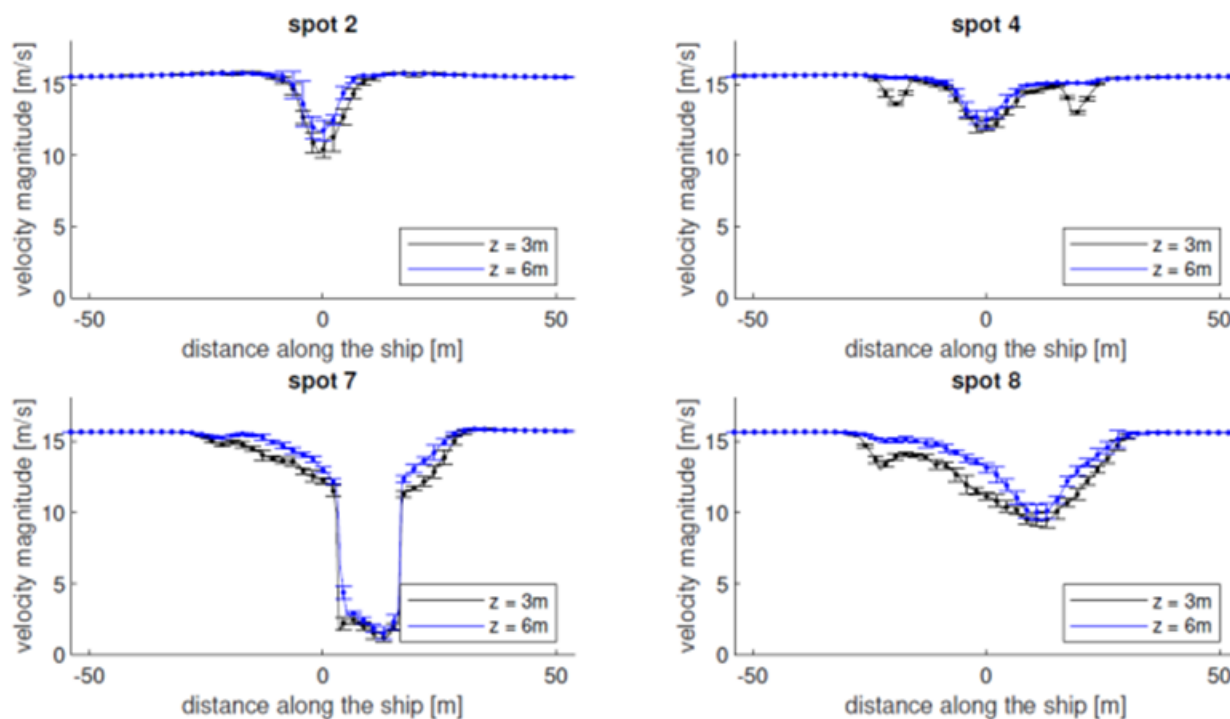 spot 2
velocity magnitude [m/s]
15
10
5
0
z = 3m
z = 6m
-50
0
50
distance along the ship [m]
spot 4
velocity magnitude [m/s]
15
10
5
0
z = 3m
z = 6m
-50
0
50
distance along the ship [m]
spot 7
velocity magnitude [m/s]
15
10
5
0
z = 3m
z = 6m
-50
0
50
distance along the ship [m]
spot 8
velocity magnitude [m/s]
15
10
5
0
z = 3m
z = 6m
-50
0
50
distance along the ship [m]